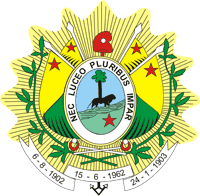 NEC LUCEO PLURIBUS IMPAR
6 - 8 - 1902
15 - 6 - 1962
24 - 1 - 1903